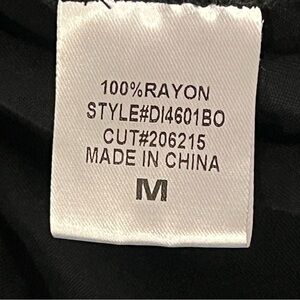 100%RAYON
STYLE#DI4601BO
CUT#206215
MADE IN CHINA
M